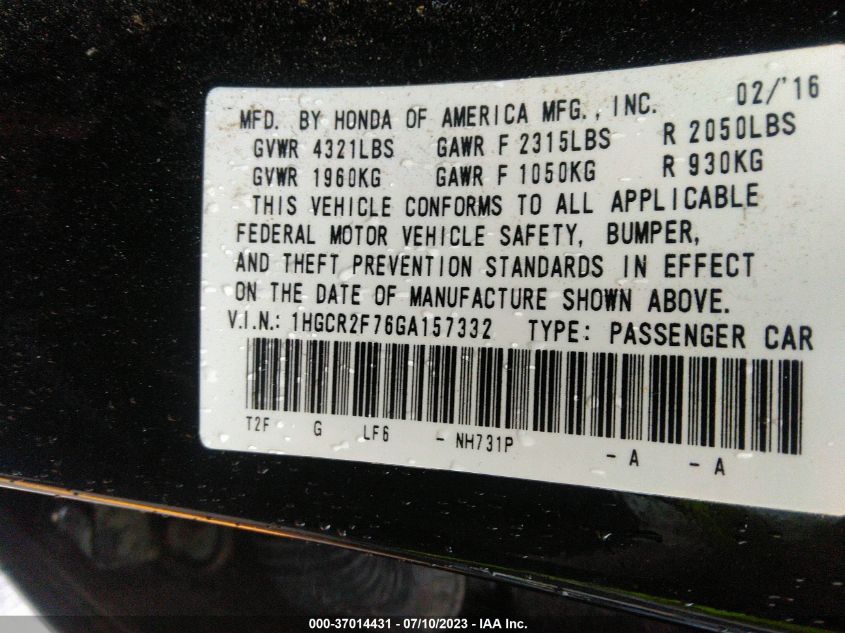 02/'16
MFD. BY HONDA OF AMERICA MFG., INC.
GVWR 4321LBS GAWR F 2315LBS R 2050LBS
GVWR 1960KG GAWR F 1050KG R 930KG
THIS VEHICLE CONFORMS TO ALL APPLICABLE
FEDERAL MOTOR VEHICLE SAFETY, BUMPER,
AND THEFT PREVENTION STANDARDS IN EFFECT
ON THE DATE OF MANUFACTURE SHOWN ABOVE.
V.I.N.: 1HGCR2F76GA157332 TYPE: PASSENGER CAR
T2F G LF6 - NH731P - A - A
000-37014431 - 07/10/2023 - IAA Inc.